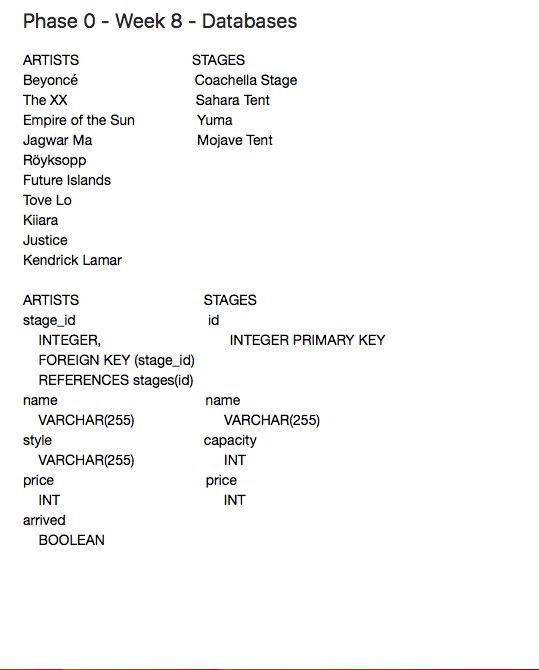 Phase 0 - Week 8 - Databases
ARTISTS STAGES
Beyoncé Coachella Stage
The XX Sahara Tent
Empire of the Sun Yuma
Jagwar Ma Mojave Tent
Röyksopp
Future Islands
Tove Lo
Kiiara
Justice
Kendrick Lamar
ARTISTS STAGES
stage_id id
INTEGER, INTEGER PRIMARY KEY
FOREIGN KEY (stage_id)
REFERENCES stages(id)
name name
VARCHAR(255) VARCHAR(255)
style capacity
VARCHAR(255) INT
price price
INT INT
arrived
BOOLEAN